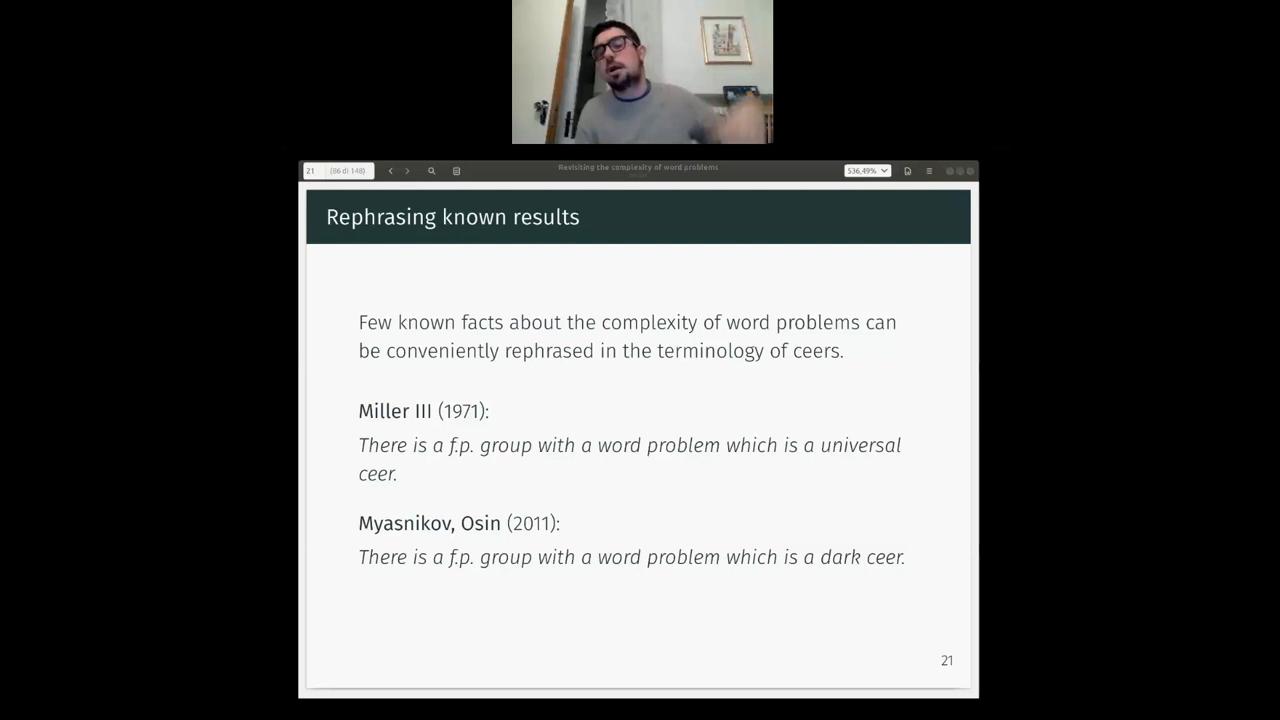 21 (86 di 148)
Revisiting the complexity of word problems
536,49%
Rephrasing known results
Few known facts about the complexity of word problems can
be conveniently rephrased in the terminology of ceers.
Miller III (1971):
There is a f.p. group with a word problem which is a universal
ceer.
Myasnikov, Osin (2011):
There is a f.p. group with a word problem which is a dark ceer.
21